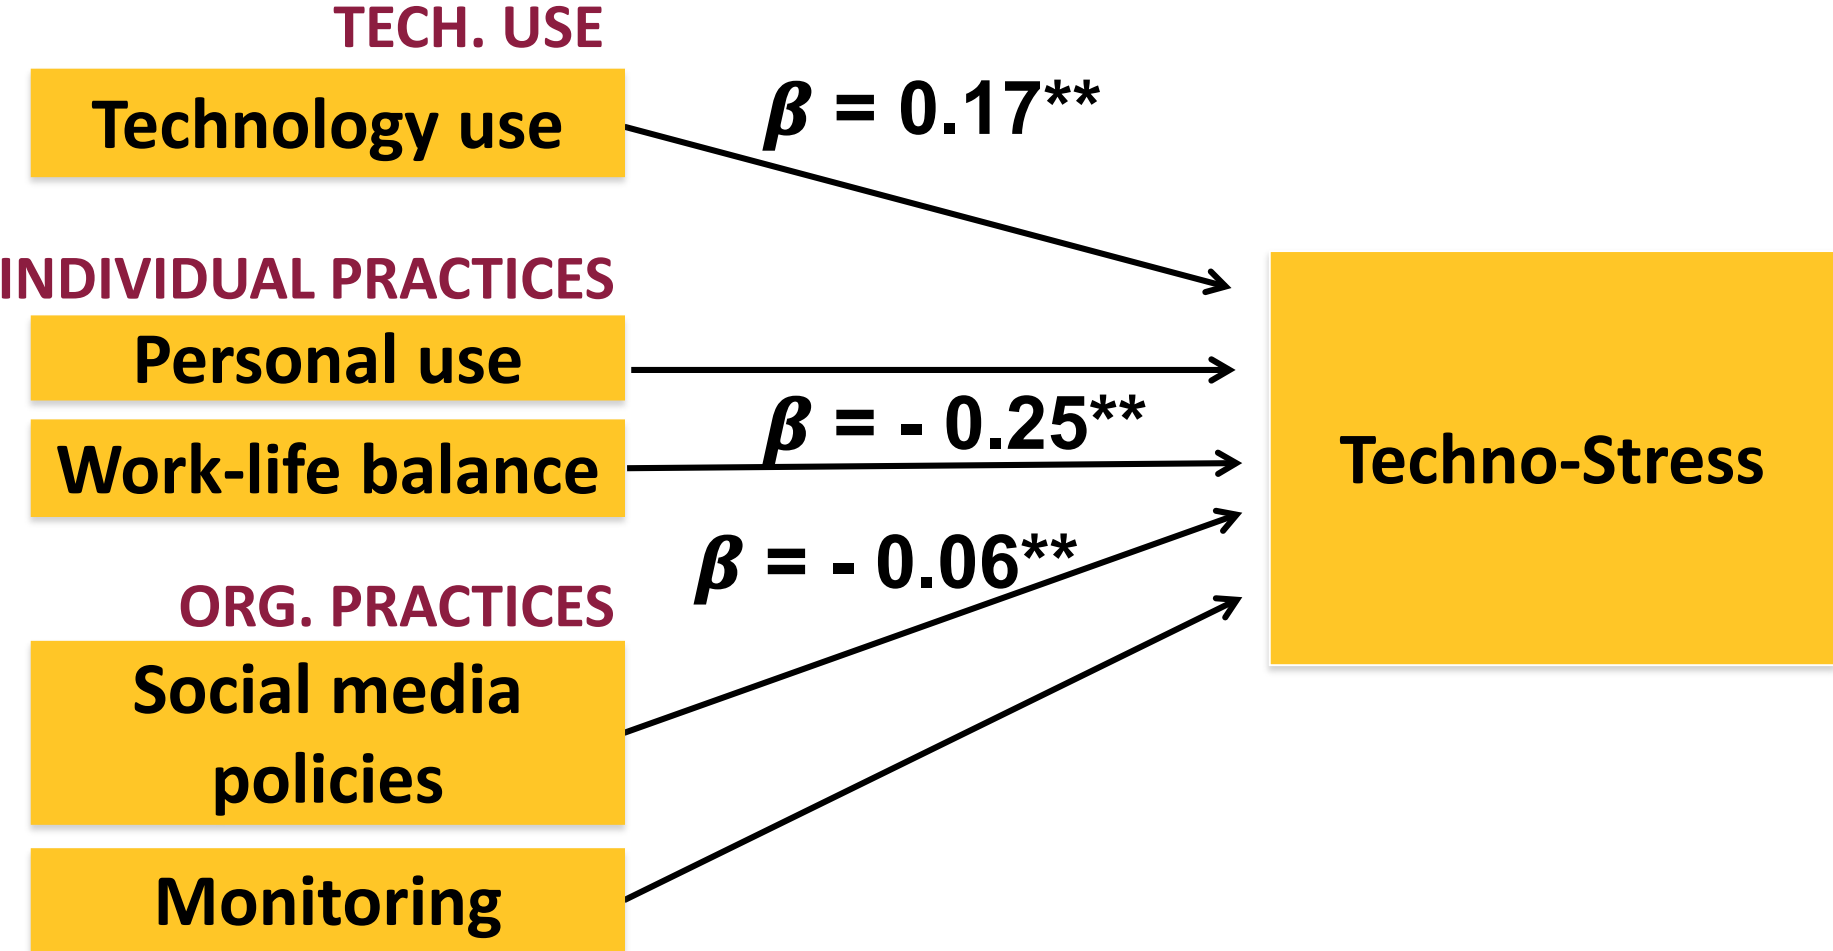 TECH. USE
Technology use
β = 0.17**
INDIVIDUAL PRACTICES
Personal use
β = - 0.25**
Work-life balance
Techno-Stress
β = - 0.06**
ORG. PRACTICES
Social media
policies
Monitoring